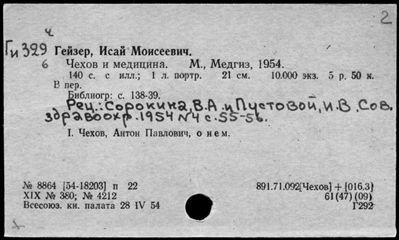 ч 2
Ги 329 Гейзер, Исай Моисеевич.
6 Чехов и медицина. М., Медгиз, 1954.
140 с. с илл.; 1 л. портр. 21 см. 10.000 экз. 5 р. 50 к.
В пер.
Библиогр: с. 138-39.
Рец.: Сорокина, В.А. и Пустовой, И.В. Сов.
здравоохр. 1954 N4 с. 55-56.
I. Чехов, Антон Павлович, о нем.
№ 8864 [54-18203] п 22 891.71.092[Чехов] + [016.3]
XIX № 380; № 4212 61(47) (09)
Всесоюз. кн. палата 28 IV 54 Г292